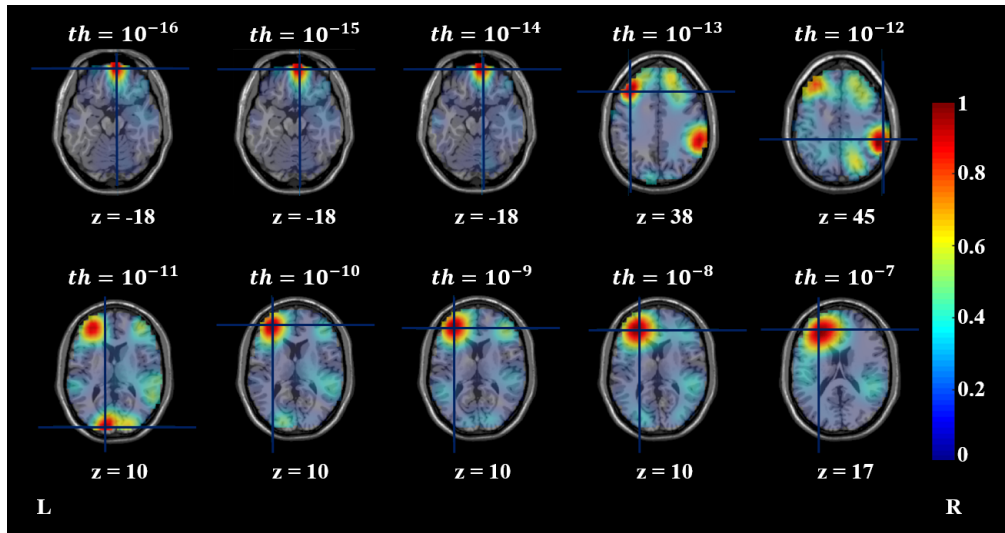 th = 10⁻¹⁶ th = 10⁻¹⁵ th = 10⁻¹⁴ th = 10⁻¹³ th = 10⁻¹²
z = -18 z = -18 z = -18 z = 38 z = 45
th = 10⁻¹¹ th = 10⁻¹⁰ th = 10⁻⁹ th = 10⁻⁸ th = 10⁻⁷
z = 10 z = 10 z = 10 z = 10 z = 17
1
0.8
0.6
0.4
0.2
0
L R